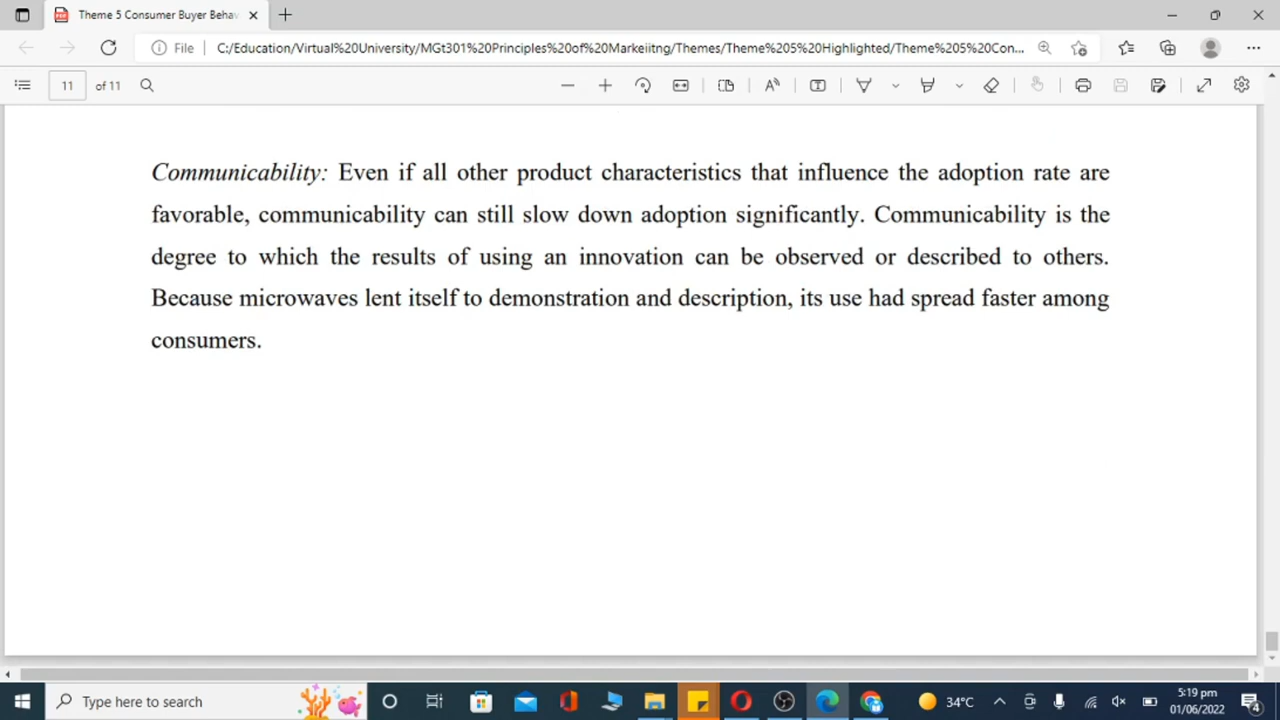 Theme 5 Consumer Buyer Behav
File C:/Education/Virtual%20University/MGt301%20Principles%20of%20Markeiitng/Themes/Theme%205%20Highlighted/Theme%205%20Con...
11 of 11
Communicability: Even if all other product characteristics that influence the adoption rate are
favorable, communicability can still slow down adoption significantly. Communicability is the
degree to which the results of using an innovation can be observed or described to others.
Because microwaves lent itself to demonstration and description, its use had spread faster among
consumers.
Type here to search
34°C
5:19 pm
01/06/2022
4